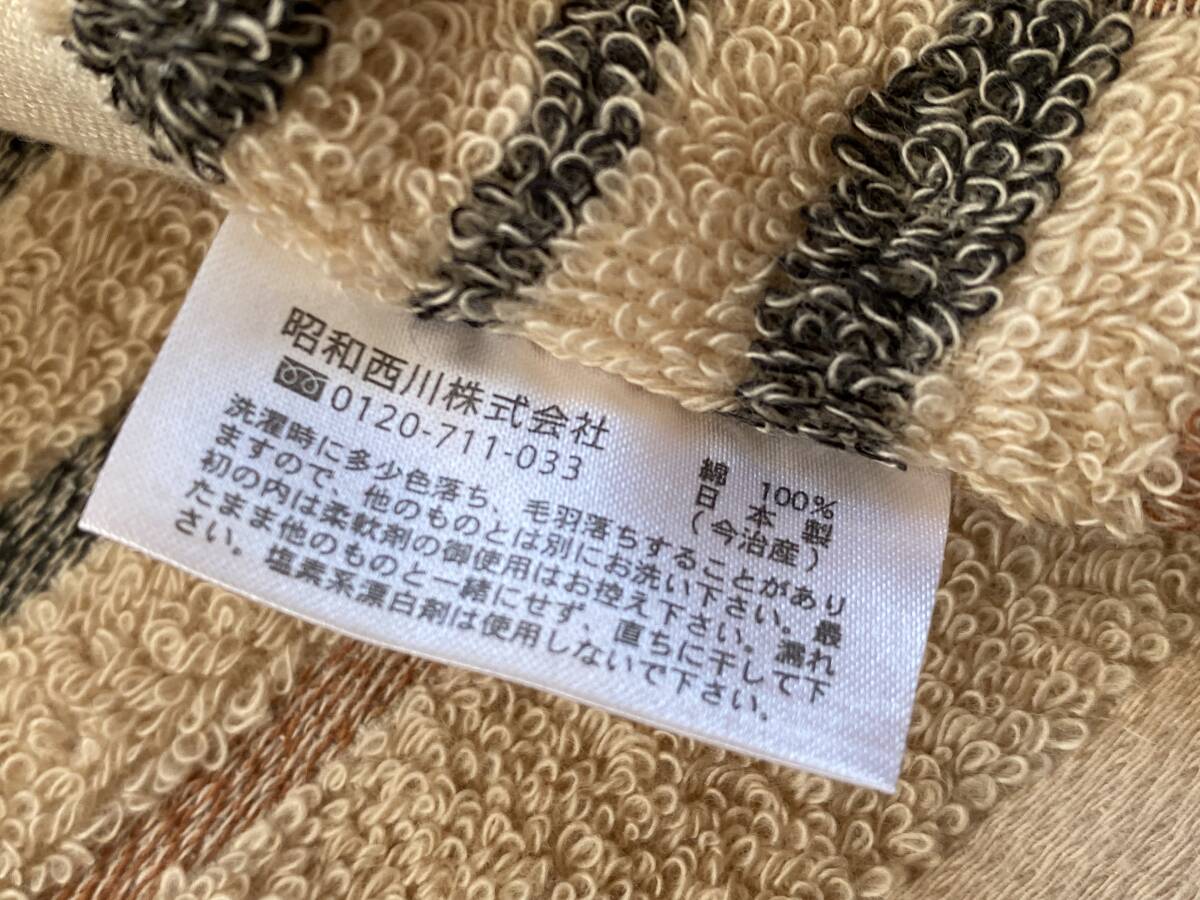 昭和西川株式会社
0120-711-033
綿 100%
日本製
(今治産)
洗濯時に多少色落ち、毛羽落ちすることがあり
ますので、他のものとは別にお洗い下さい。最
初の内は柔軟剤の御使用はお控え下さい。濡れ
たまま他のものと一緒にせず、直ちに干して下
さい。塩素系漂白剤は使用しないで下さい。